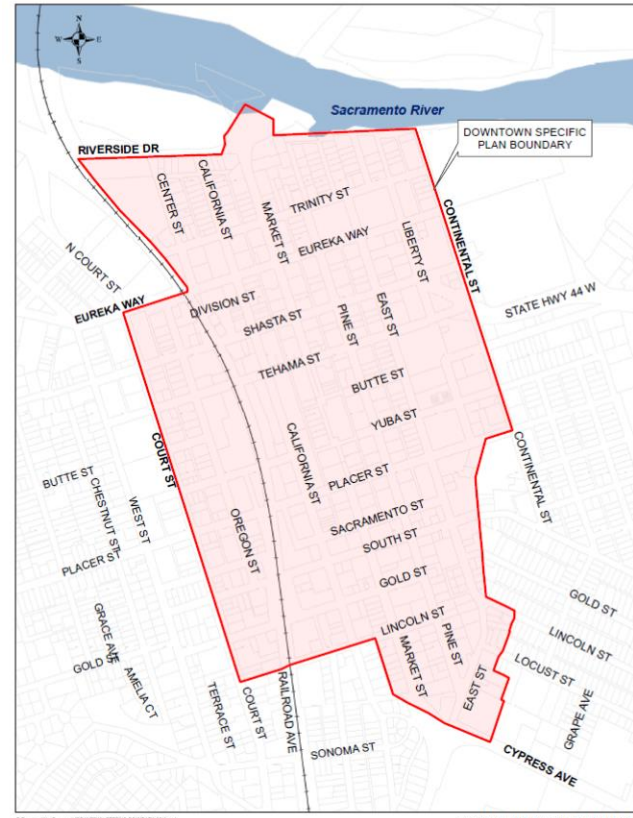 N
W E
S
Sacramento River
DOWNTOWN SPECIFIC
PLAN BOUNDARY
RIVERSIDE DR
CENTER ST
CALIFORNIA ST
MARKET ST
TRINITY ST
EUREKA WAY
LIBERTY ST
CONTINENTAL ST
N COURT ST
EUREKA WAY
DIVISION ST
SHASTA ST
PINE ST
EAST ST
STATE HWY 44 W
TEHAMA ST
BUTTE ST
YUBA ST
CALIFORNIA ST
COURT ST
CONTINENTAL ST
BUTTE ST
CHESTNUT ST
WEST ST
PLACER ST
OREGON ST
SACRAMENTO ST
SOUTH ST
PLACER ST
GOLD ST
GOLD ST
GRACE AVE
LINCOLN ST
LINCOLN ST
MARKET ST
PINE ST
LOCUST ST
GOLD ST
AMELIA CT
EAST ST
GRAPE AVE
TERRACE ST
COURT ST
RAILROAD AVE
SONOMA ST
CYPRESS AVE